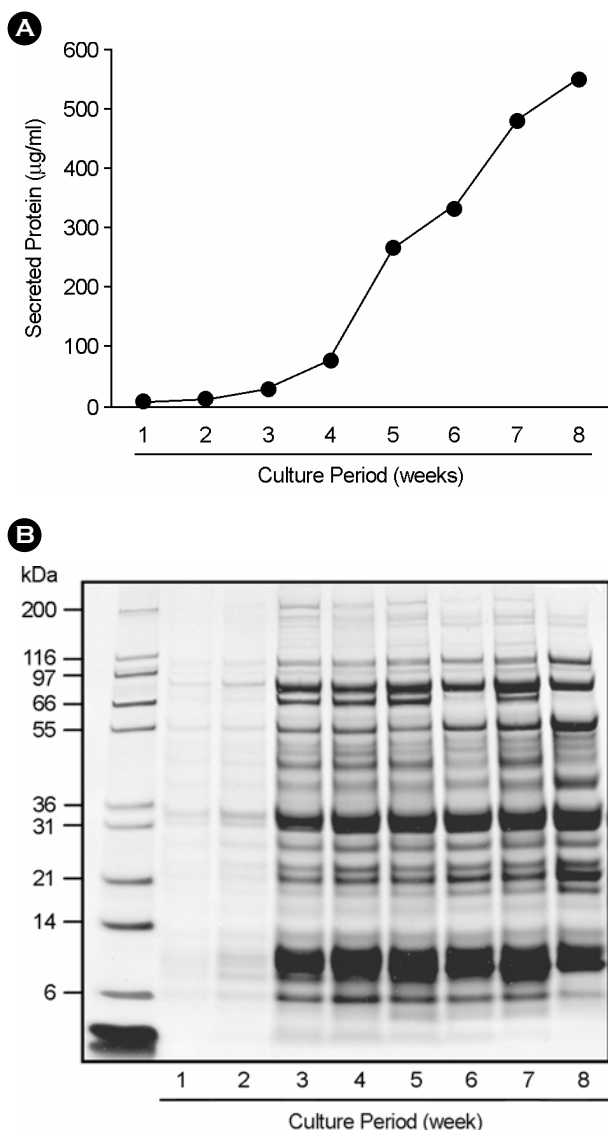 A
600
500
400
300
200
100
0
Secreted Protein (μg/ml)
1 2 3 4 5 6 7 8
Culture Period (weeks)
B
kDa
200
116
97
66
55
36
31
21
14
6
1 2 3 4 5 6 7 8
Culture Period (week)